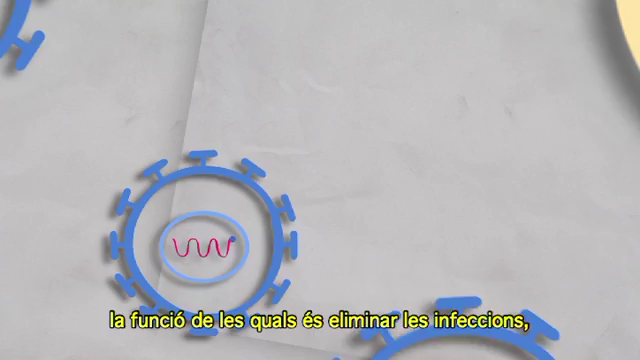 la funció de les quals és eliminar les infeccions,